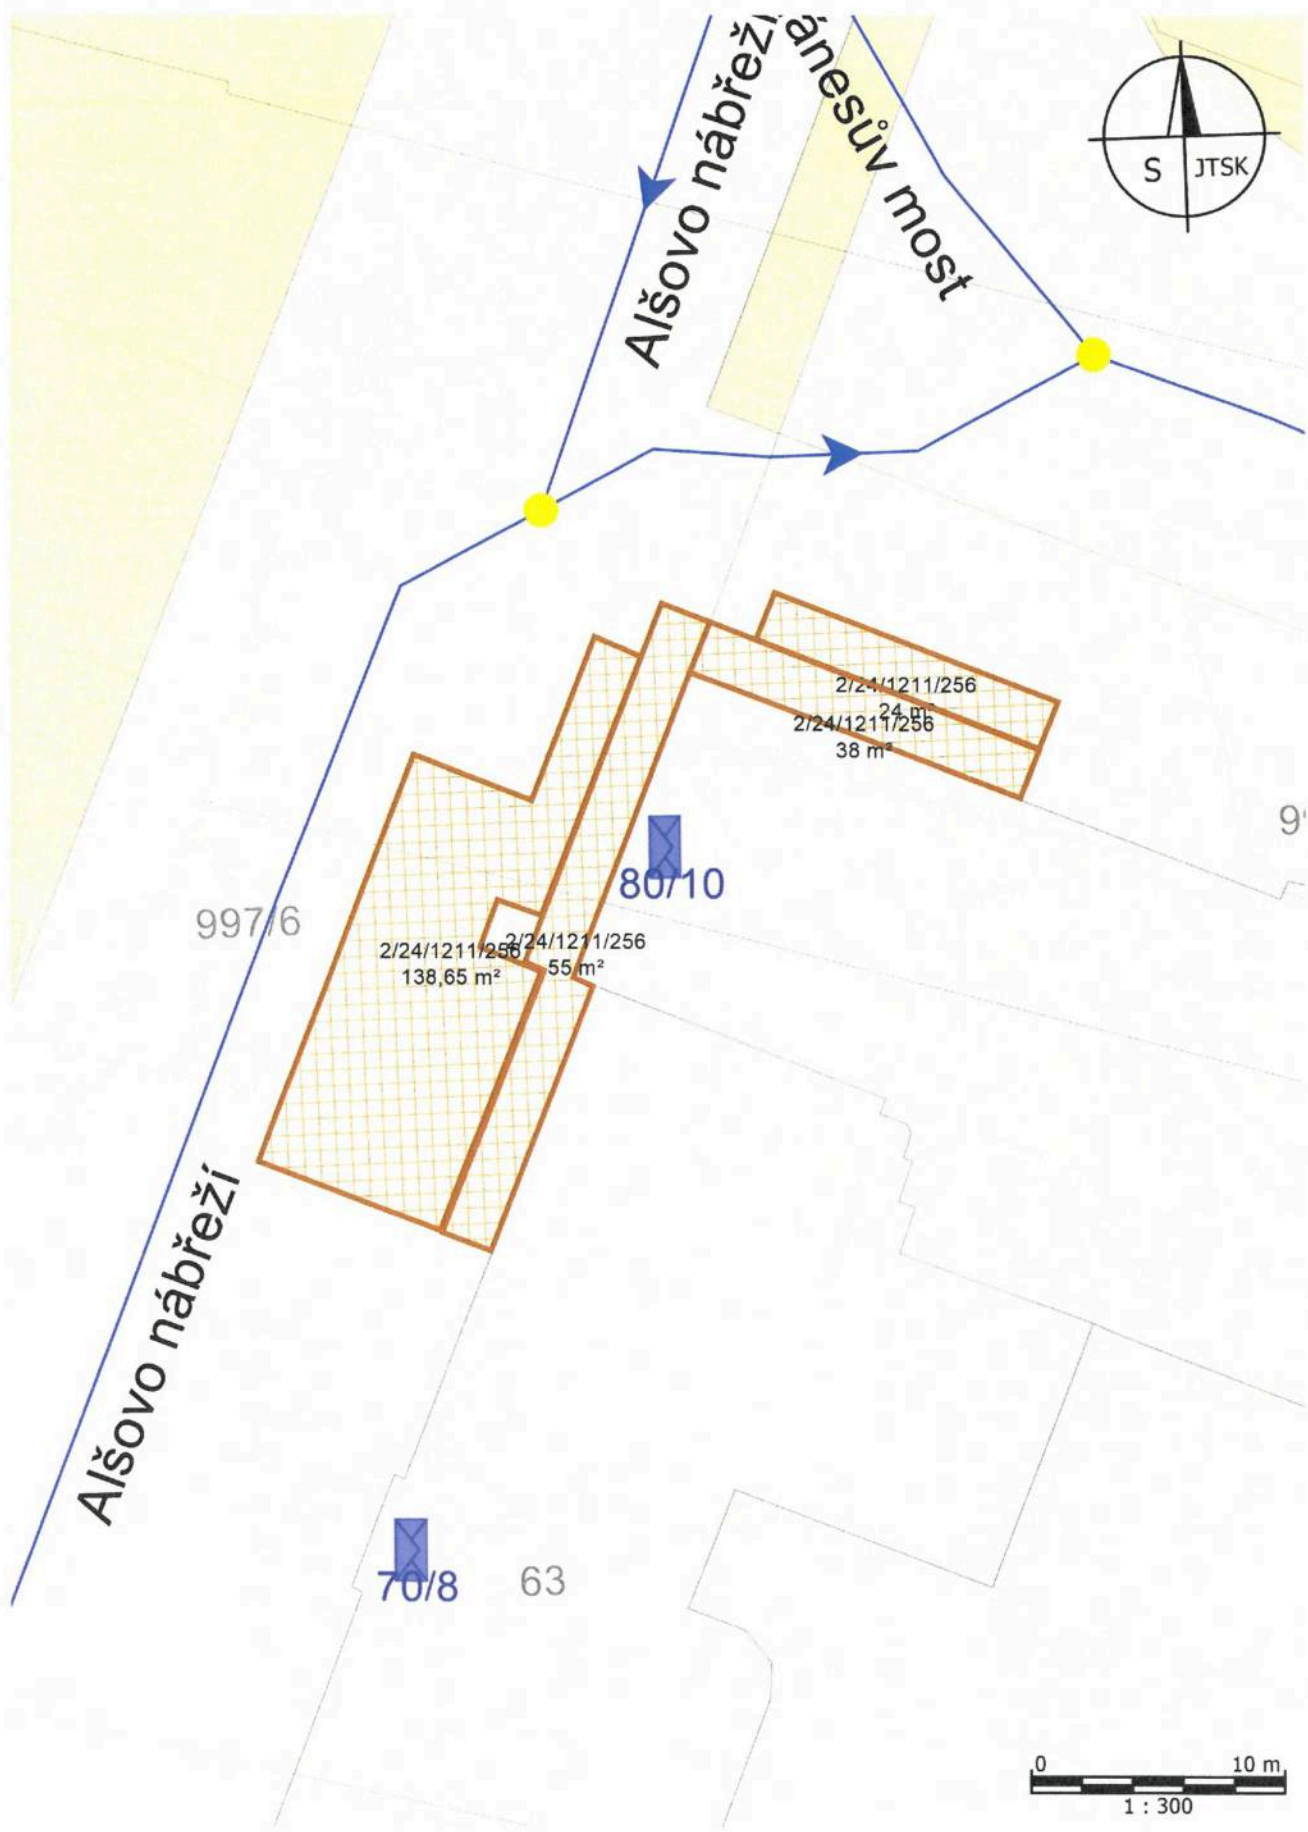 Alšovo nábřeží
ánesův most
S JTSK
2/24/1211/256
24 m²
2/24/1211/256
38 m²
80/10
997/6
2/24/1211/256
138,65 m²
2/24/1211/256
55 m²
9
Alšovo nábřeží
70/8
63
0 10 m
1 : 300